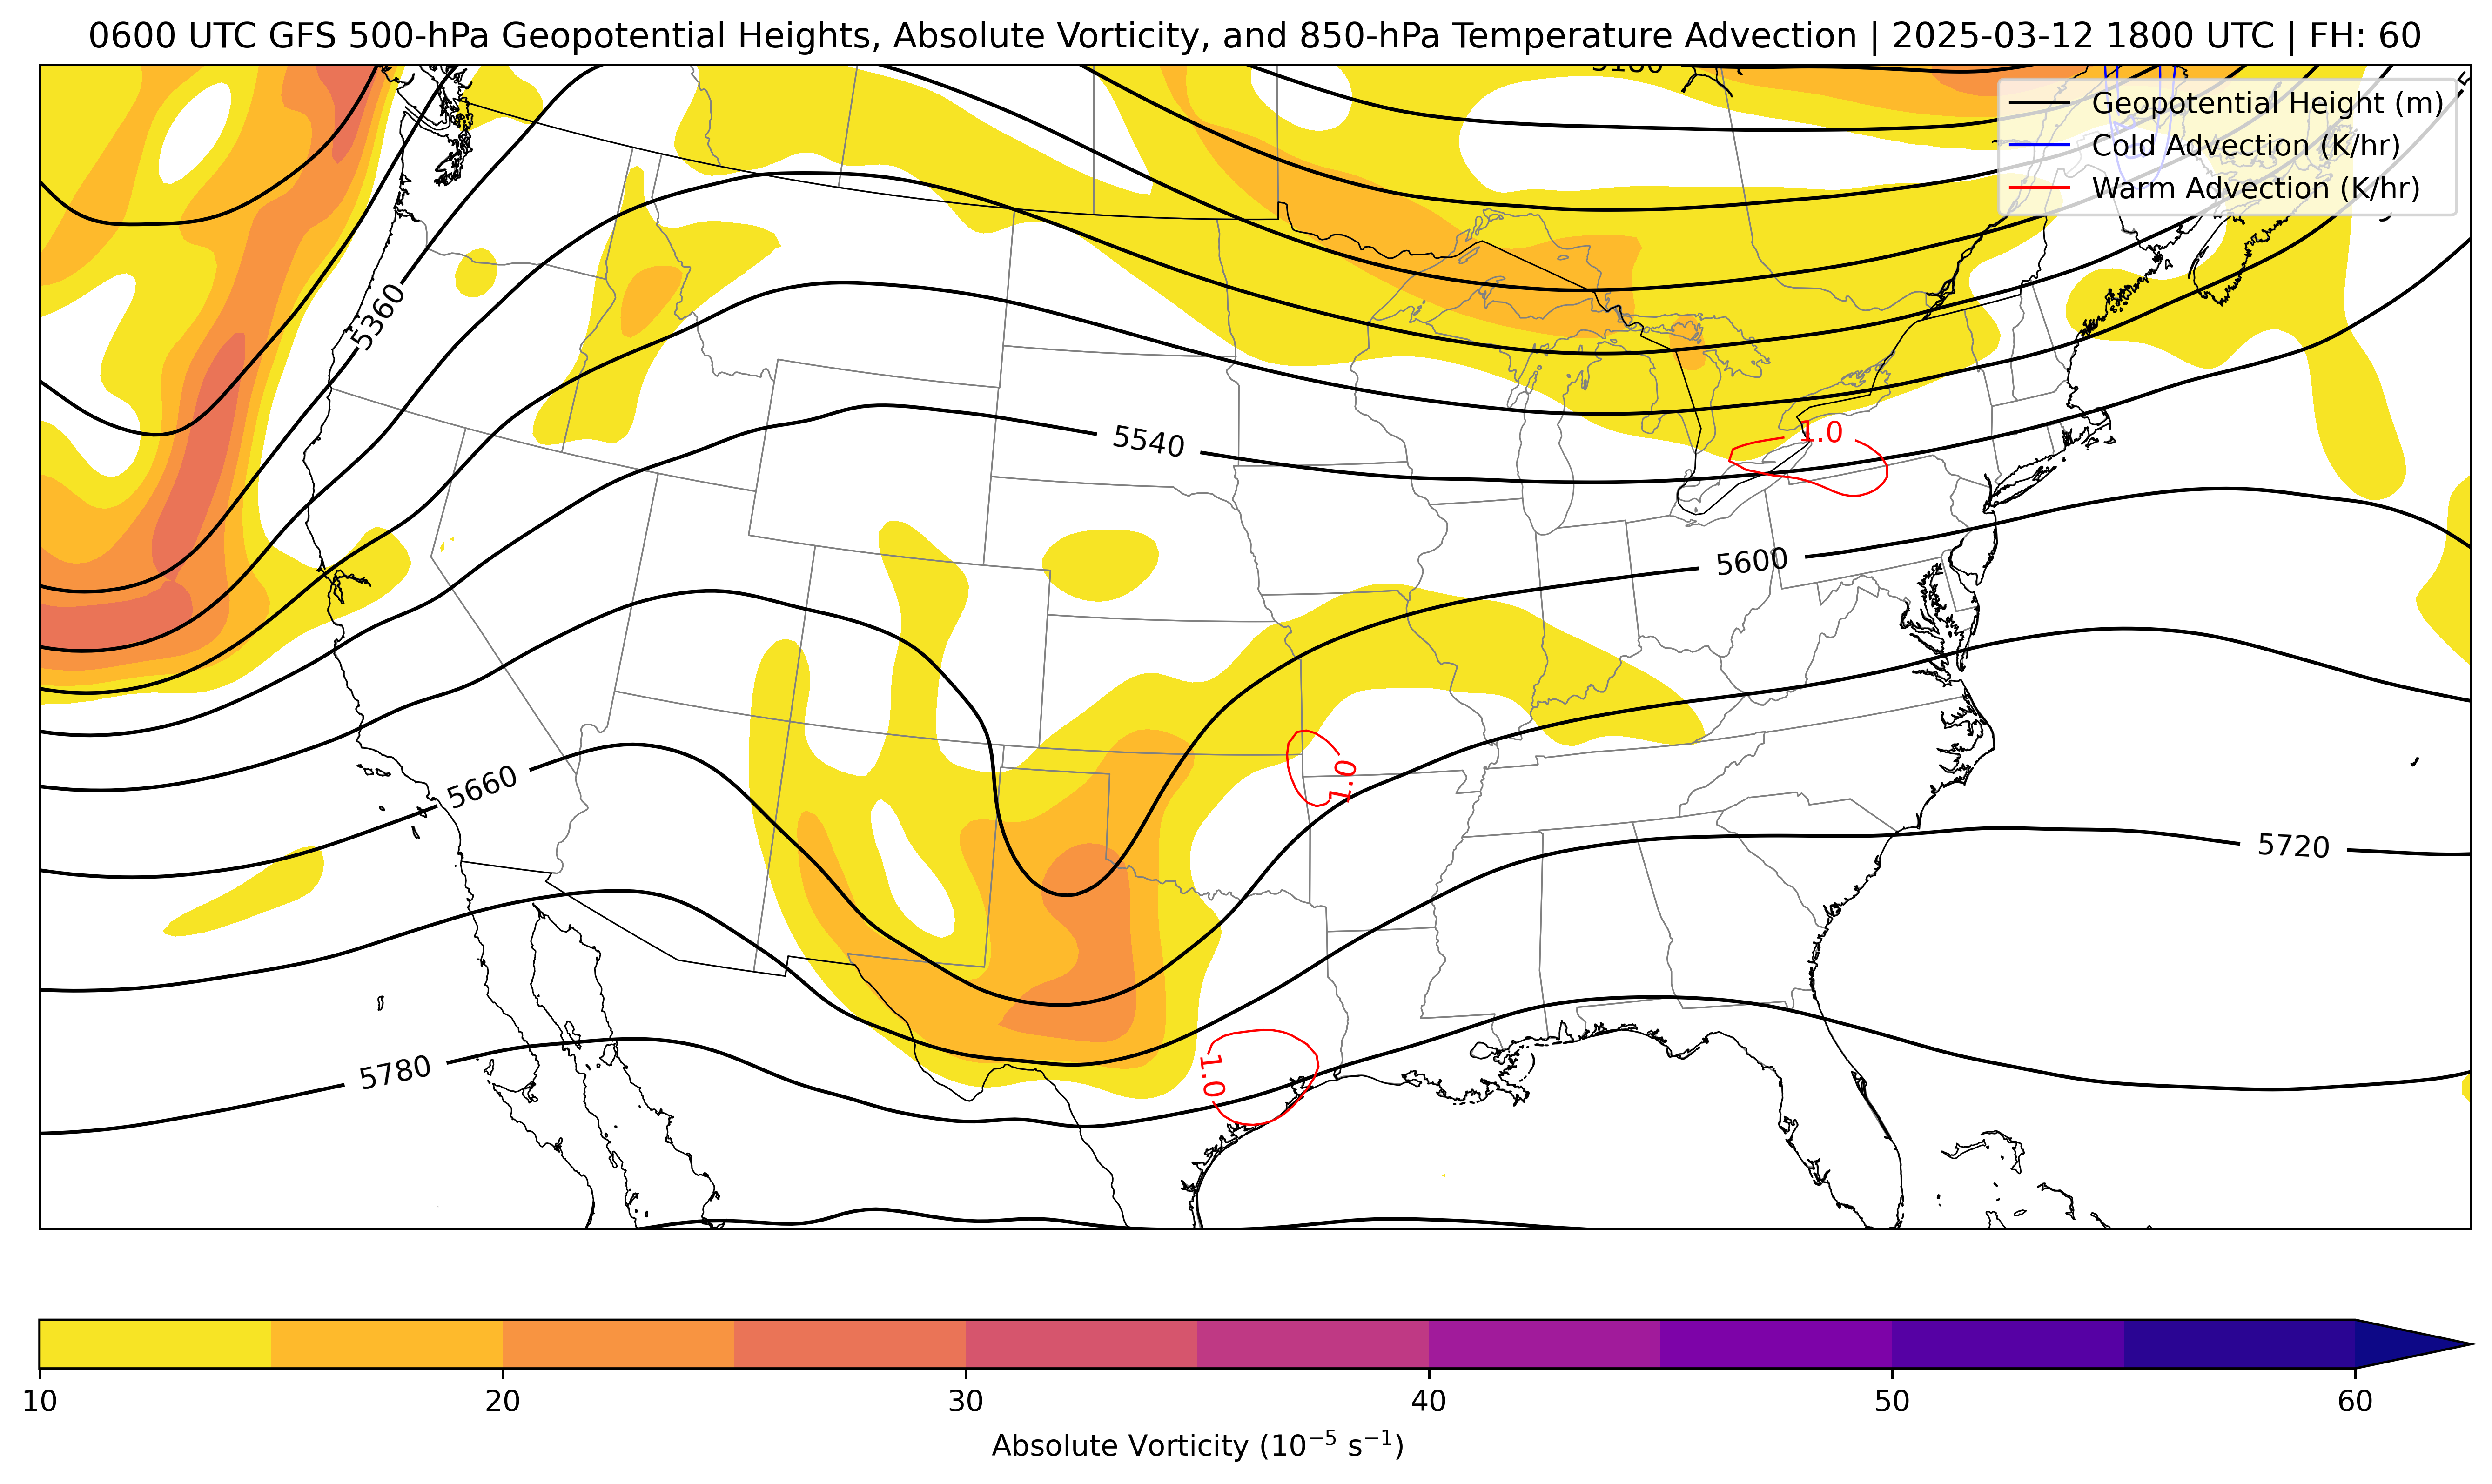 0600 UTC GFS 500-hPa Geopotential Heights, Absolute Vorticity, and 850-hPa Temperature Advection | 2025-03-12 1800 UTC | FH: 60
5180
Geopotential Height (m)
Cold Advection (K/hr)
Warm Advection (K/hr)
5360
5540
1.0
5600
5660
1.0
5720
5780
1.0
10 20 30 40 50 60
Absolute Vorticity (10⁻⁵ s⁻¹)